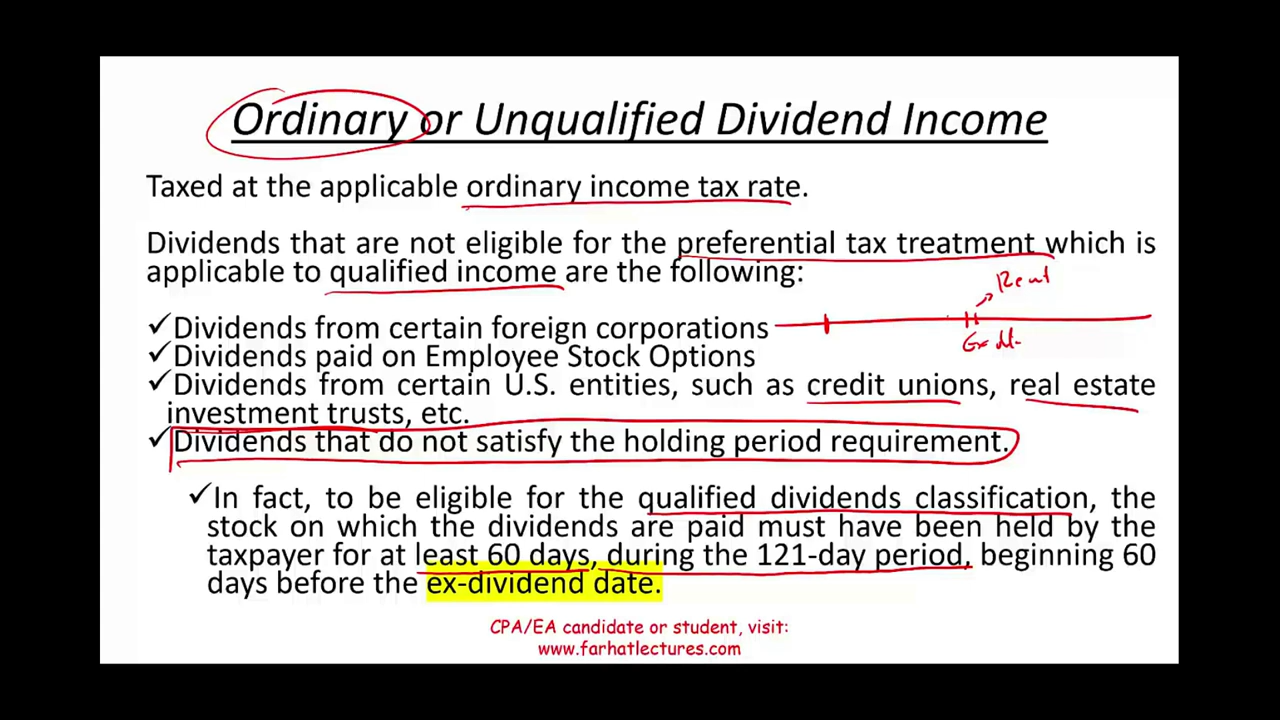 Ordinary or Unqualified Dividend Income
Taxed at the applicable ordinary income tax rate.
Dividends that are not eligible for the preferential tax treatment which is
applicable to qualified income are the following:
✓Dividends from certain foreign corporations
✓Dividends paid on Employee Stock Options
✓Dividends from certain U.S. entities, such as credit unions, real estate
investment trusts, etc.
✓Dividends that do not satisfy the holding period requirement.
✓In fact, to be eligible for the qualified dividends classification, the
stock on which the dividends are paid must have been held by the
taxpayer for at least 60 days, during the 121-day period, beginning 60
days before the ex-dividend date.
CPA/EA candidate or student, visit:
www.farhatlectures.com